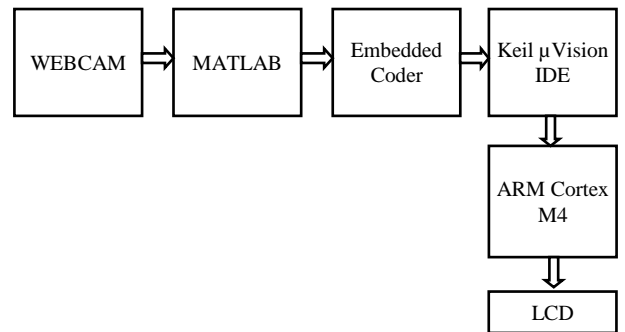 WEBCAM
MATLAB
Embedded
Coder
Keil µVision
IDE
ARM Cortex
M4
LCD